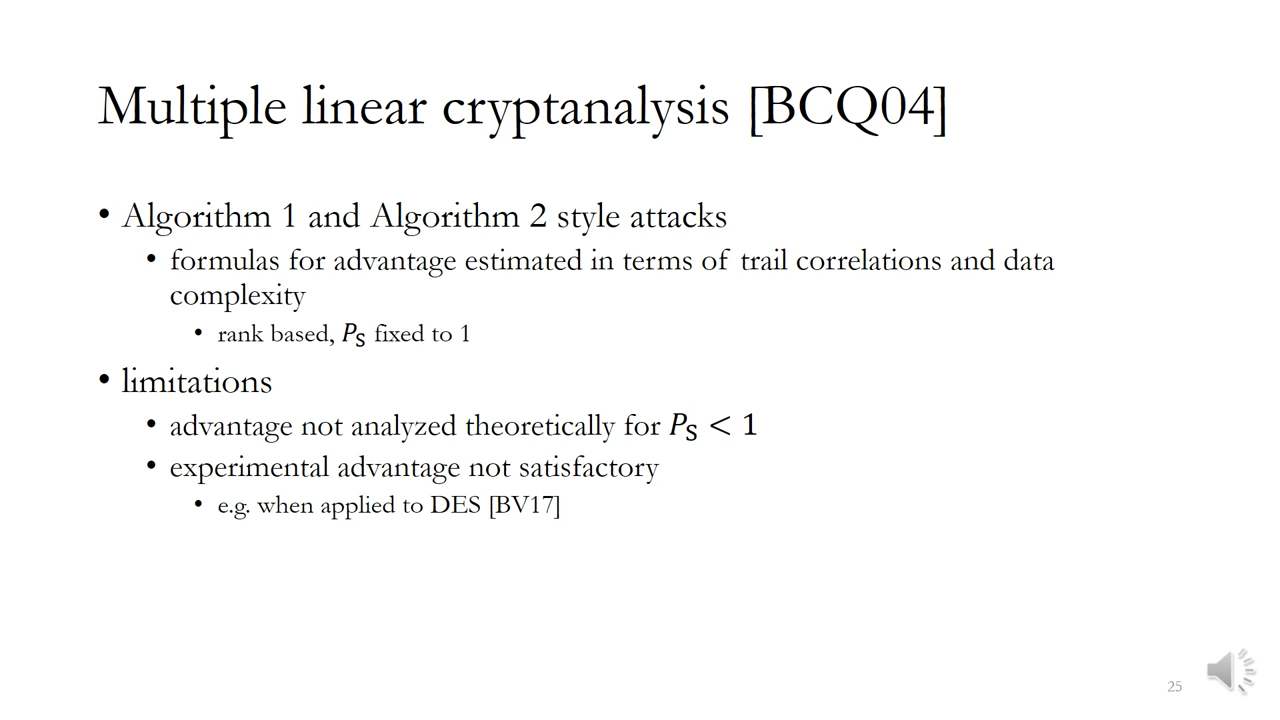 Multiple linear cryptanalysis [BCQ04]
• Algorithm 1 and Algorithm 2 style attacks
• formulas for advantage estimated in terms of trail correlations and data
complexity
• rank based, P_S fixed to 1
• limitations
• advantage not analyzed theoretically for P_S < 1
• experimental advantage not satisfactory
• e.g. when applied to DES [BV17]
25